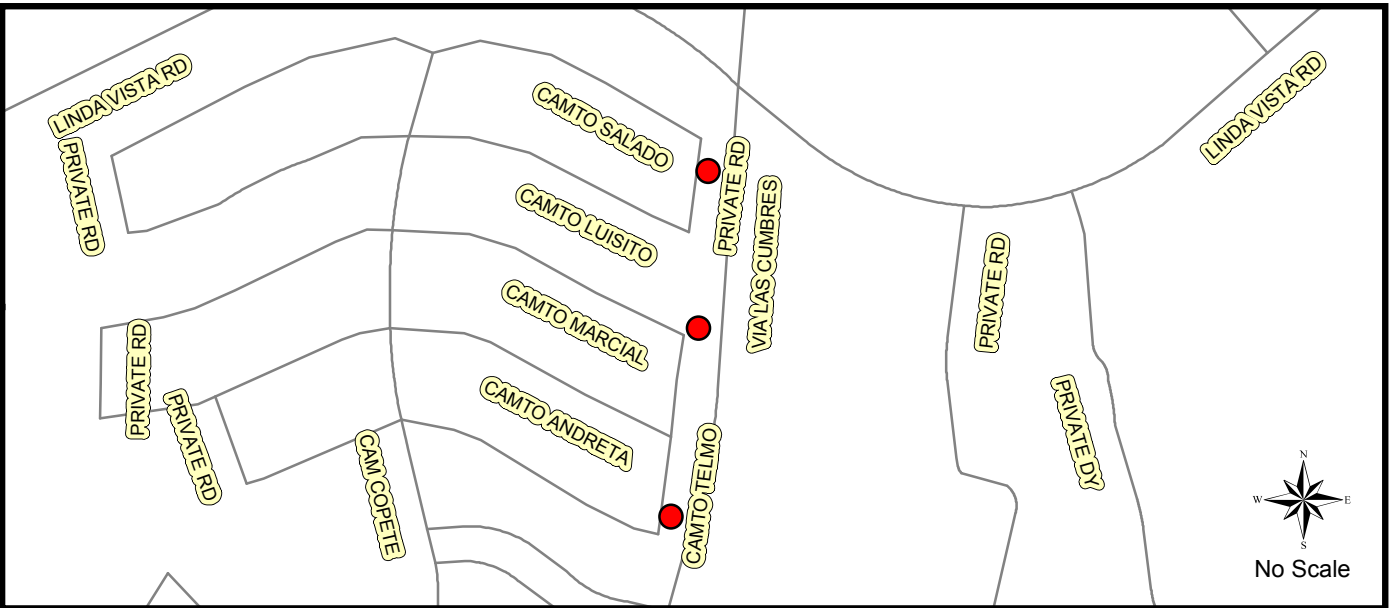 LINDA VISTA RD
PRIVATE RD
CAMTO SALADO
PRIVATE RD
LINDA VISTA RD
CAMTO LUISITO
VIA LAS CUMBRES
PRIVATE RD
CAMTO MARCIAL
PRIVATE RD
PRIVATE RD
CAMTO ANDRETA
CAM COPETE
CAMTO TELMO
PRIVATE DY
N
W
E
S
No Scale